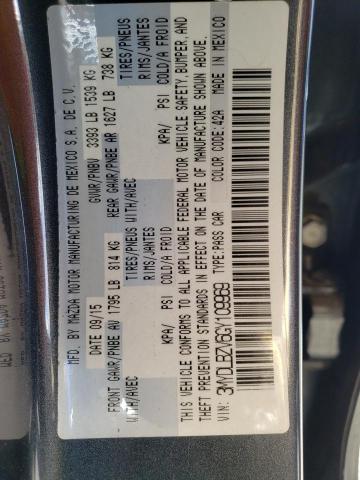 MFD. BY MAZDA MOTOR MANUFACTURING DE MEXICO S.A. DE C.V.
DATE 09/15 GVWR/PNBV 3393 LB 1539 KG
FRONT GAWR/PNBE AV 1795 LB 814 KG REAR GAWR/PNBE AR 1627 LB 738 KG
WITH/AVEC TIRES/PNEUS WITH/AVEC TIRES/PNEUS
RIMS/JANTES RIMS/JANTES
KPA/ PSI COLD/A FROID KPA/ PSI COLD/A FROID
THIS VEHICLE CONFORMS TO ALL APPLICABLE FEDERAL MOTOR VEHICLE SAFETY, BUMPER, AND
THEFT PREVENTION STANDARDS IN EFFECT ON THE DATE OF MANUFACTURE SHOWN ABOVE.
VIN: 3MYDLBZV6GY109969 TYPE: PASS CAR COLOR CODE: 42A MADE IN MEXICO